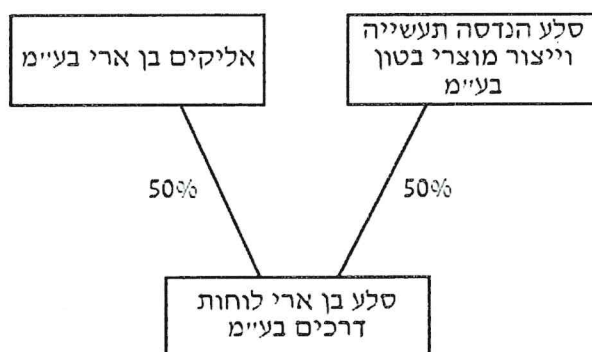 סלע הנדסה תעשייה
וייצור מוצרי בטון
בע״מ
אליקים בן ארי בע״מ
50%
50%
סלע בן ארי לוחות
דרכים בע״מ